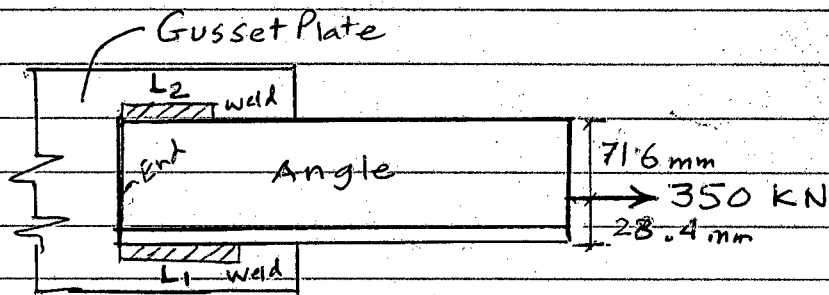 Gusset Plate
L2 weld
End
Angle
71.6 mm
350 KN
28.4 mm
L1 weld